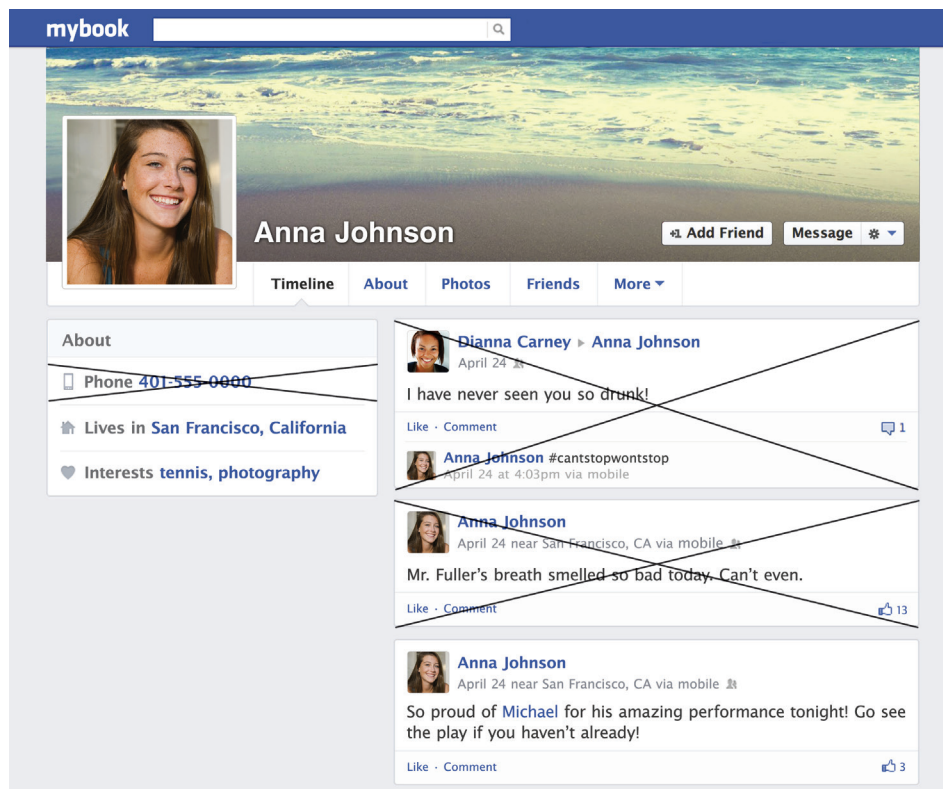 mybook
Anna Johnson
+1 Add Friend
Message
Timeline
About
Photos
Friends
More
About
Phone 401-555-0000
Lives in San Francisco, California
Interests tennis, photography
Dianna Carney ▸ Anna Johnson
April 24
I have never seen you so drunk!
Like · Comment
1
Anna Johnson #cantstopwontstop
April 24 at 4:03pm via mobile
Anna Johnson
April 24 near San Francisco, CA via mobile
Mr. Fuller’s breath smelled so bad today. Can’t even.
Like · Comment
13
Anna Johnson
April 24 near San Francisco, CA via mobile
So proud of Michael for his amazing performance tonight! Go see
the play if you haven’t already!
Like · Comment
3